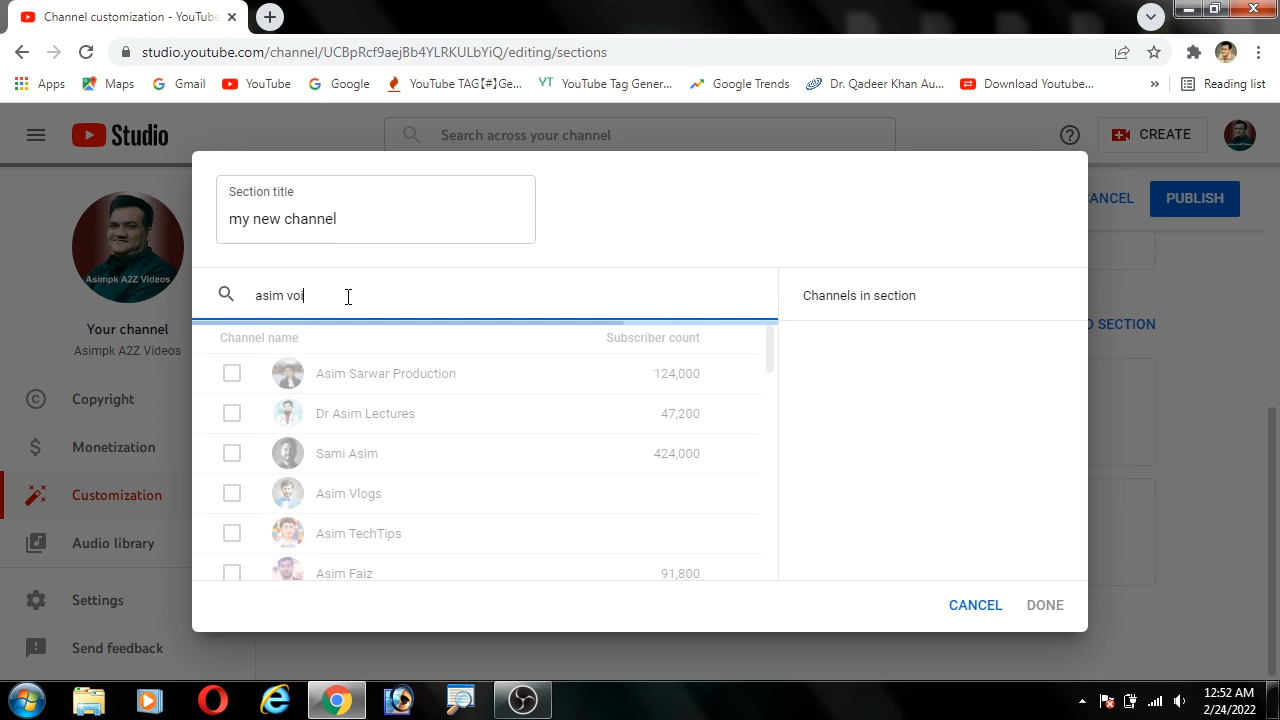 Channel customization - YouTube
studio.youtube.com/channel/UCBpRcf9aejBb4YLRKULbYiQ/editing/sections
Apps Maps Gmail YouTube Google YouTube TAG【#】Ge... YT YouTube Tag Gener... Google Trends Dr. Qadeer Khan Au... Download Youtube... » Reading list
Studio Search across your channel CREATE
CANCEL PUBLISH
Section title
my new channel
Asimpk A2Z Videos
asim voi
Channels in section
Your channel
Asimpk A2Z Videos
D SECTION
Channel name Subscriber count
Asim Sarwar Production 124,000
Dr Asim Lectures 47,200
Sami Asim 424,000
Asim Vlogs
Asim TechTips
Asim Faiz 91,800
Copyright
Monetization
Customization
Audio library
Settings
Send feedback
CANCEL DONE
12:52 AM
2/24/2022